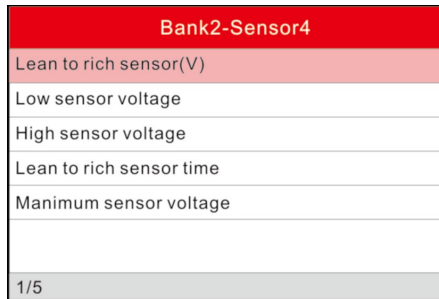 Bank2-Sensor4
Lean to rich sensor(V)
Low sensor voltage
High sensor voltage
Lean to rich sensor time
Manimum sensor voltage
1/5